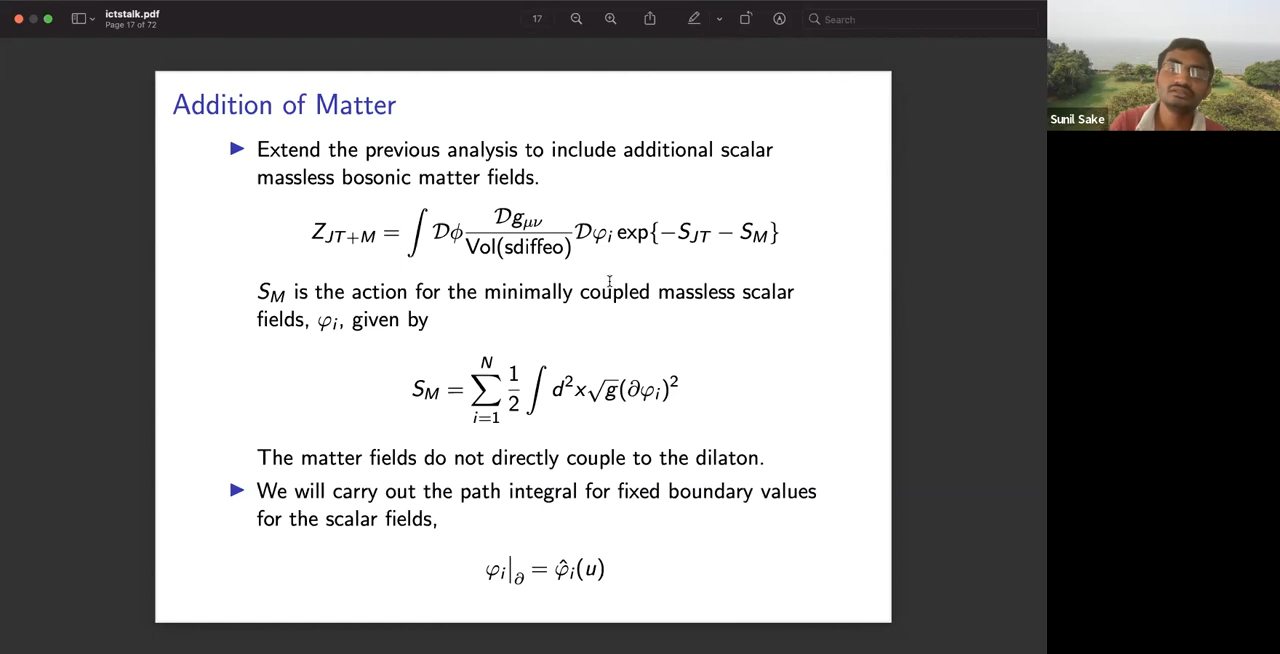 ictstalk.pdf
Page 17 of 72
17
Search
Sunil Sake
Addition of Matter
▶ Extend the previous analysis to include additional scalar
massless bosonic matter fields.
Z_{JT+M} = ∫ 𝒟ϕ 𝒟g_{μν}/Vol(sdiffeo) 𝒟φ_i exp{−S_{JT} − S_M}
S_M is the action for the minimally coupled massless scalar
fields, φ_i, given by
S_M = ∑_{i=1}^{N} 1/2 ∫ d²x√g(∂φ_i)²
The matter fields do not directly couple to the dilaton.
▶ We will carry out the path integral for fixed boundary values
for the scalar fields,
φ_i|_∂ = φ̂_i(u)